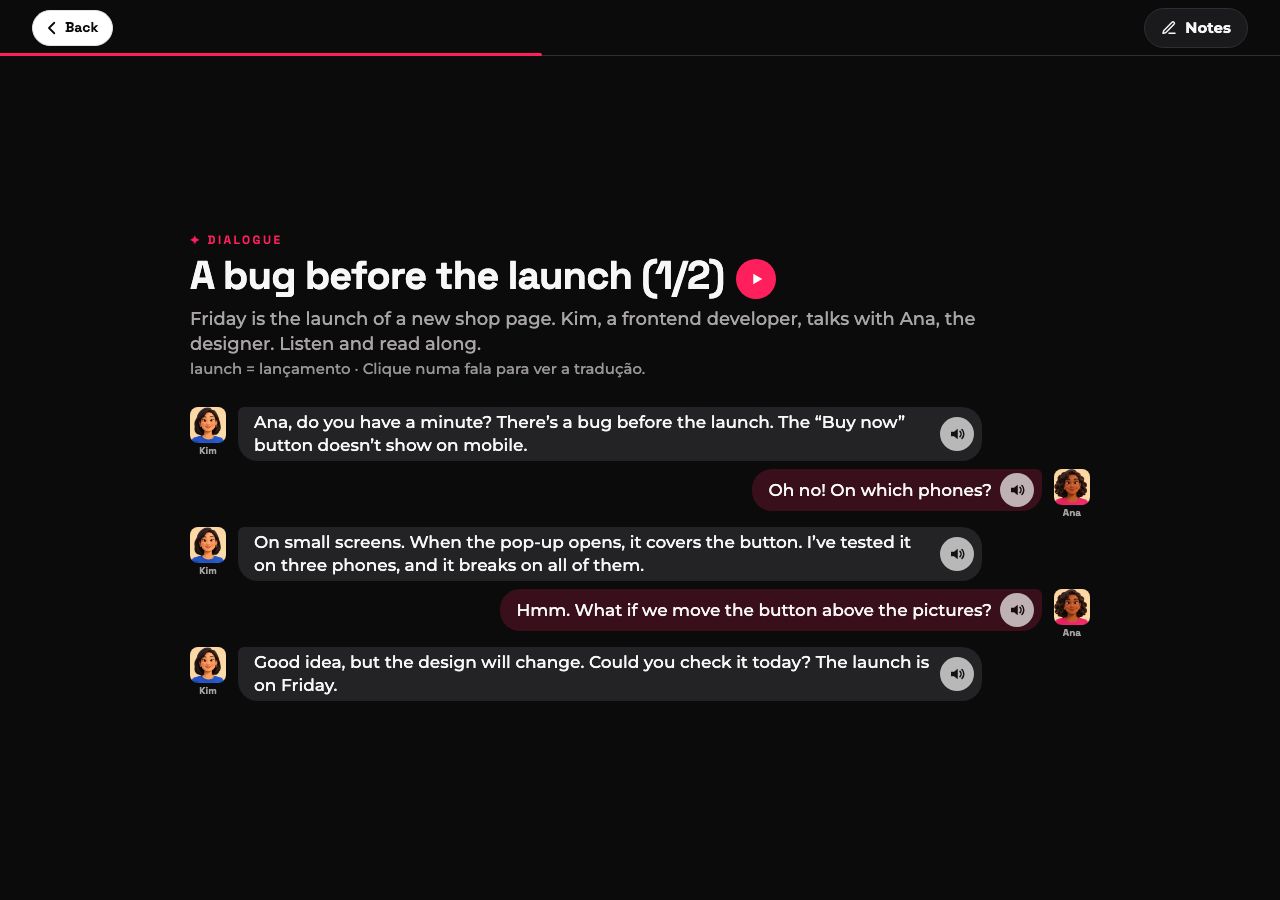 Back
Notes
DIALOGUE
A bug before the launch (1/2)
Friday is the launch of a new shop page. Kim, a frontend developer, talks with Ana, the
designer. Listen and read along.
launch = lançamento · Clique numa fala para ver a tradução.
Ana, do you have a minute? There’s a bug before the launch. The “Buy now”
button doesn’t show on mobile.
Kim
Oh no! On which phones?
Ana
On small screens. When the pop-up opens, it covers the button. I’ve tested it
on three phones, and it breaks on all of them.
Kim
Hmm. What if we move the button above the pictures?
Ana
Good idea, but the design will change. Could you check it today? The launch is
on Friday.
Kim